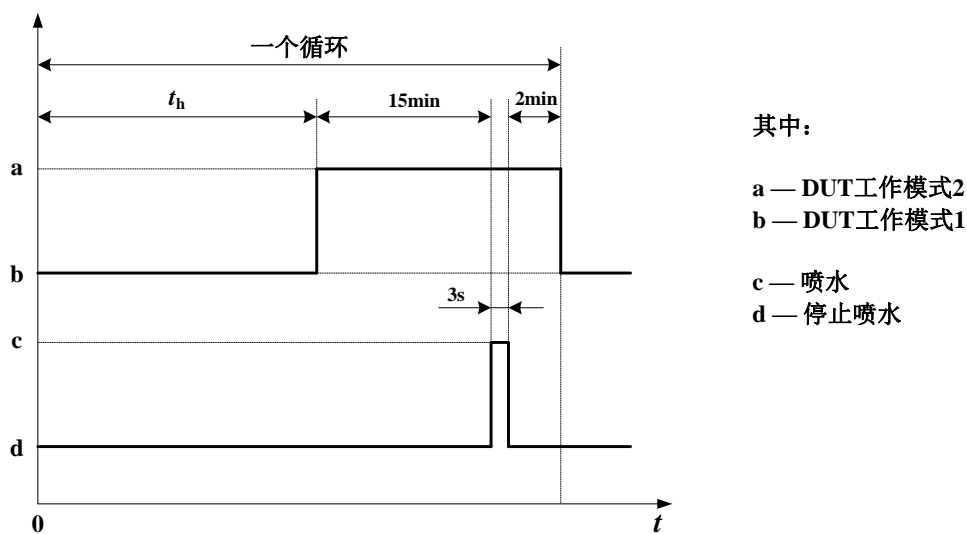 一个循环
t_h
15min
2min
a
b
3s
c
d
0
t
其中：
a — DUT工作模式2
b — DUT工作模式1
c — 喷水
d — 停止喷水